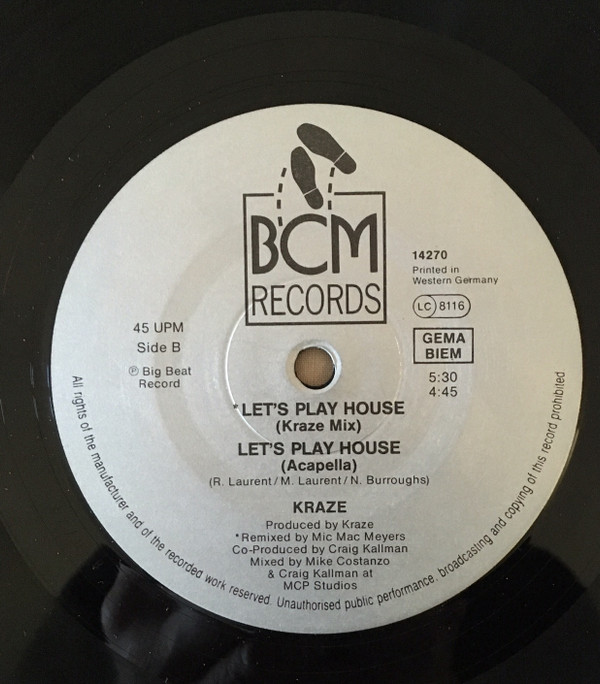 BCM
RECORDS
14270
Printed in
Western Germany
LC 8116
GEMA
BIEM
5:30
4:45
45 UPM
Side B
℗ Big Beat
Record
*LET'S PLAY HOUSE
(Kraze Mix)
LET'S PLAY HOUSE
(Acapella)
(R. Laurent/M. Laurent/N. Burroughs)
KRAZE
Produced by Kraze
*Remixed by Mic Mac Meyers
Co-Produced by Craig Kallman
Mixed by Mike Costanzo
& Craig Kallman at
MCP Studios
All rights of the manufacturer and of the recorded work reserved. Unauthorised public performance, broadcasting and copying of this record prohibited